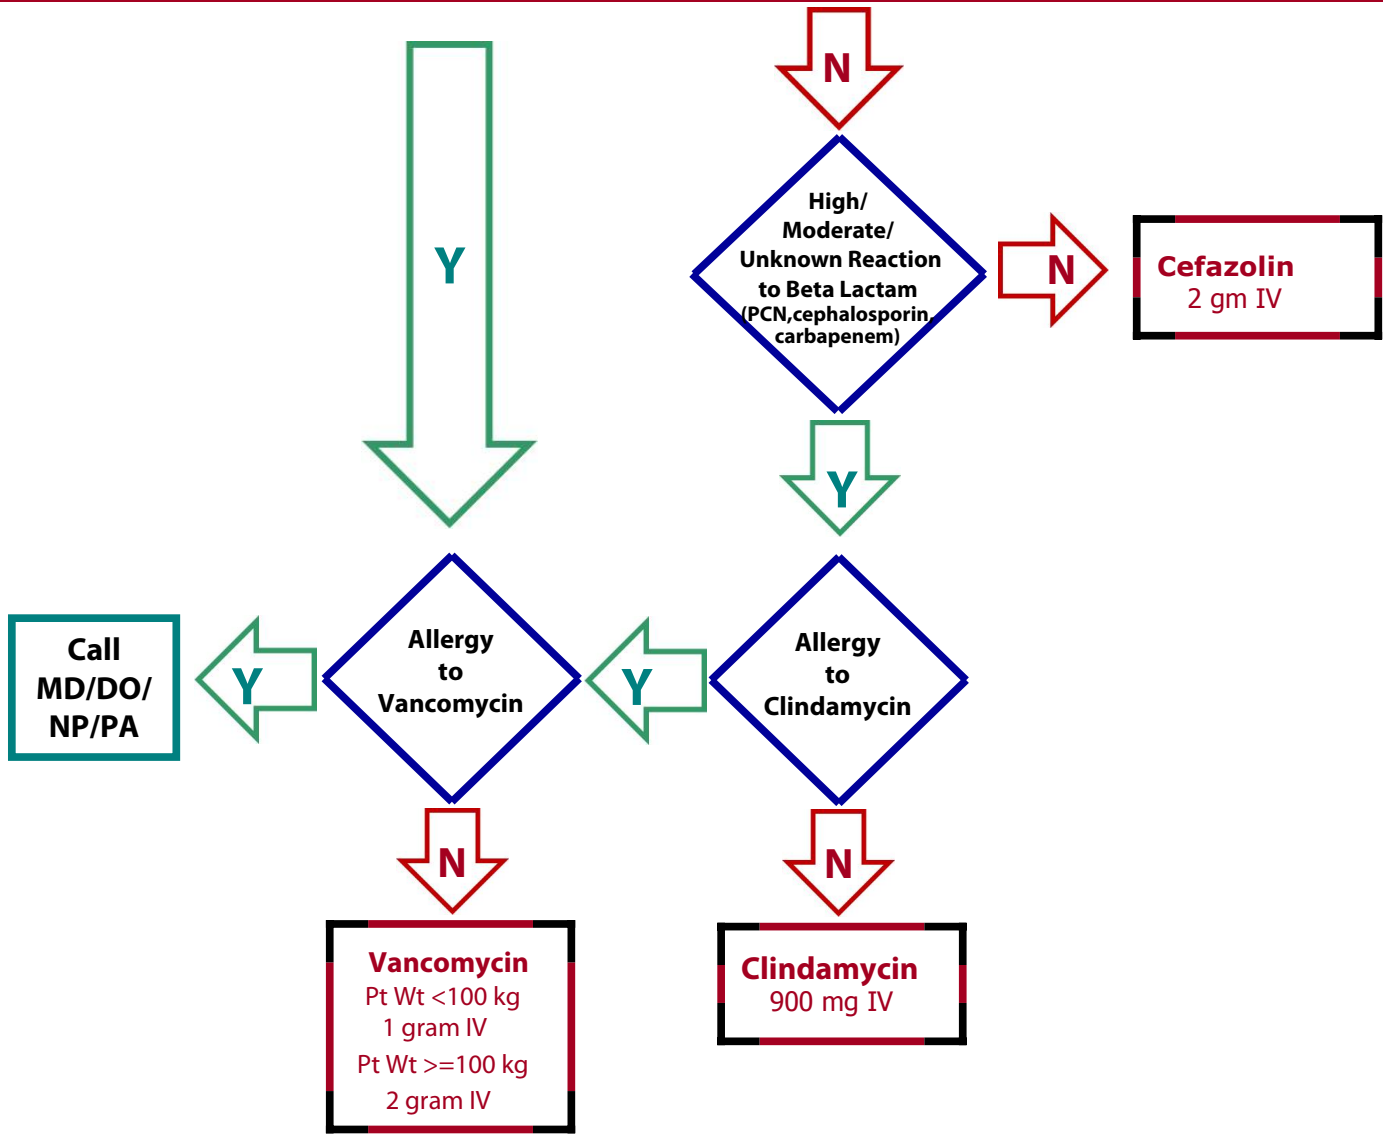 N
Y
High/
Moderate/
Unknown Reaction
to Beta Lactam
(PCN,cephalosporin,
carbapenem)
N
Cefazolin
2 gm IV
Y
Call
MD/DO/
NP/PA
Y
Allergy
to
Vancomycin
Y
Allergy
to
Clindamycin
N
N
Vancomycin
Pt Wt <100 kg
1 gram IV
Pt Wt >=100 kg
2 gram IV
Clindamycin
900 mg IV